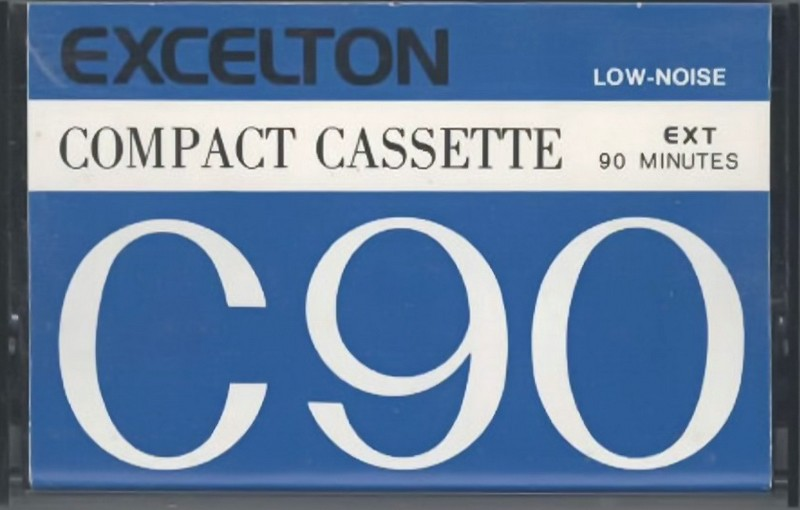 EXCELTON
LOW-NOISE
COMPACT CASSETTE
EXT
90 MINUTES
C90